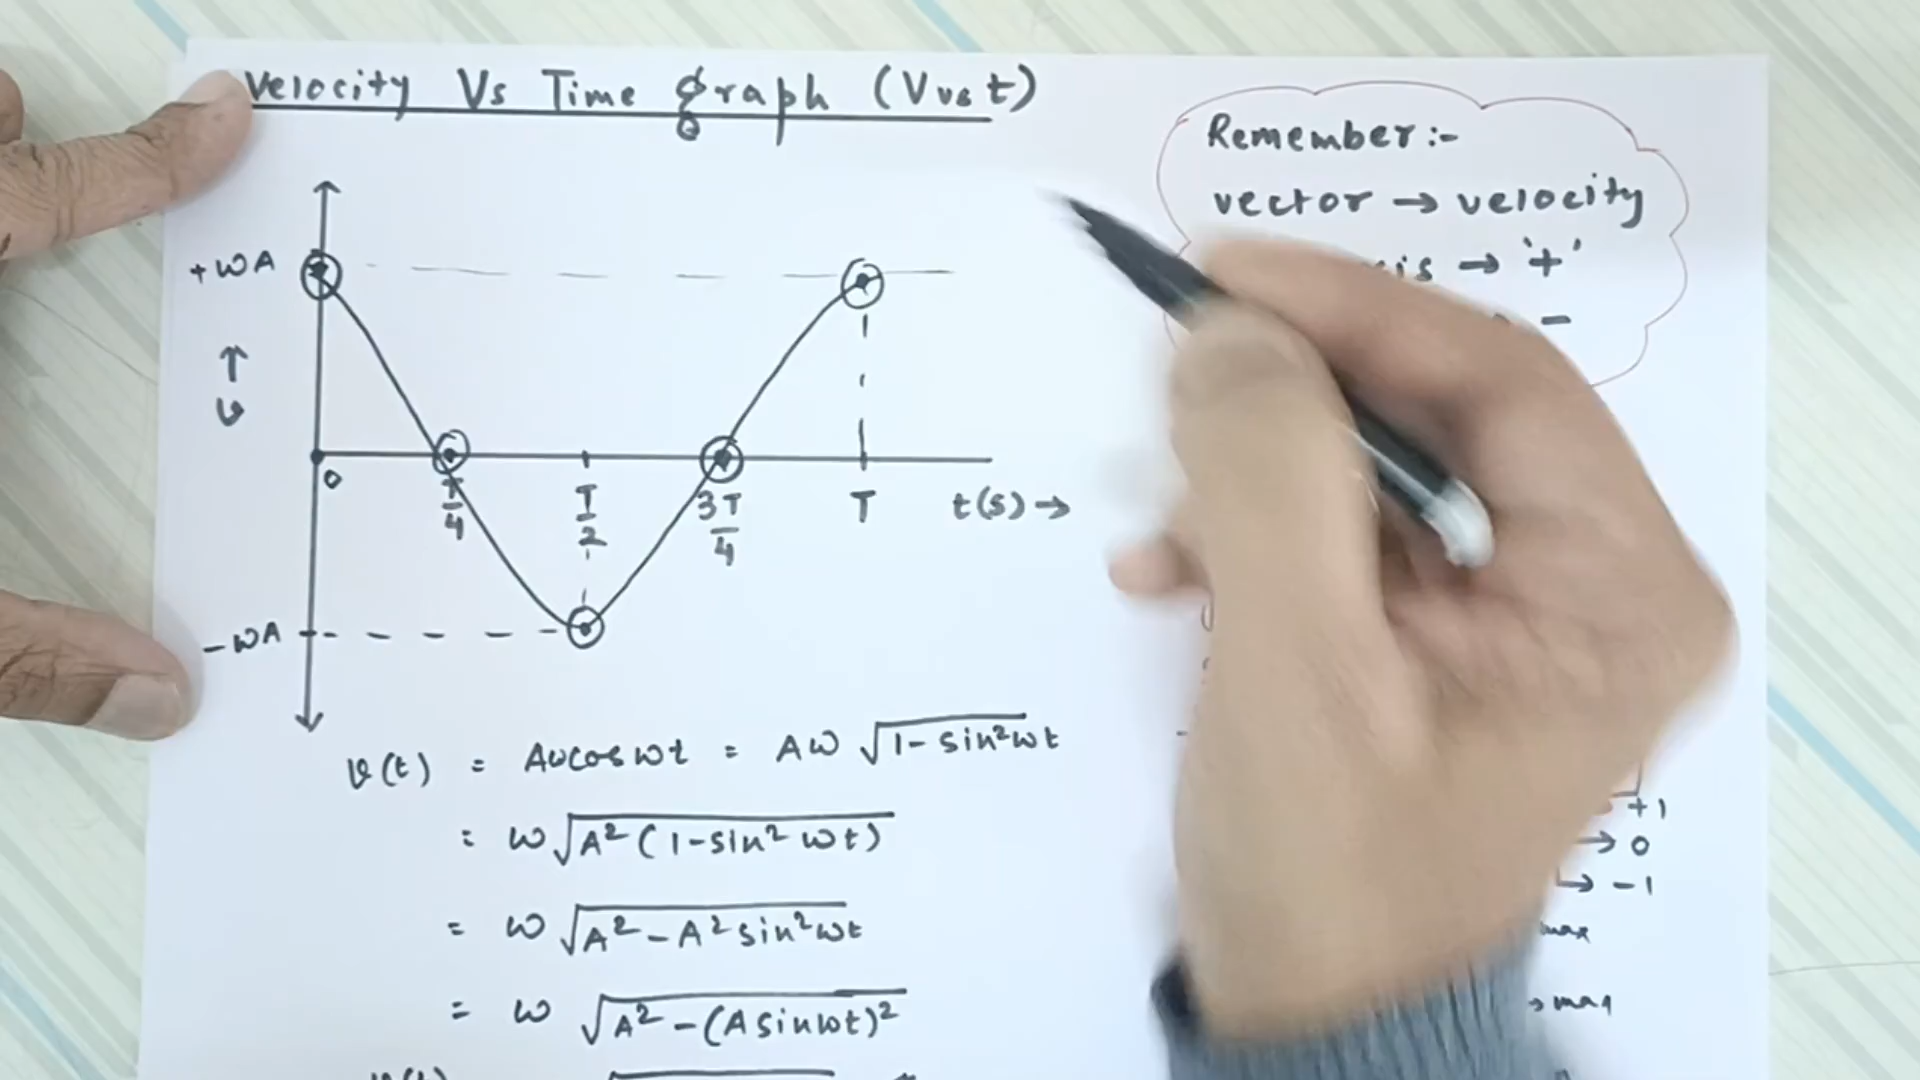 Velocity Vs Time graph (V vs t)
Remember :-
vector → velocity
→ '+'
-
+ωA
↑
v
0
T/4
T/2
3T/4
T
t(s) →
-ωA
v(t) = Aωcosωt = Aω √1-sin²ωt
= ω√A²(1-sin²ωt)
= ω √A²-A²sin²ωt
= ω √A²-(Asinωt)²
+1
→ 0
→ -1
max